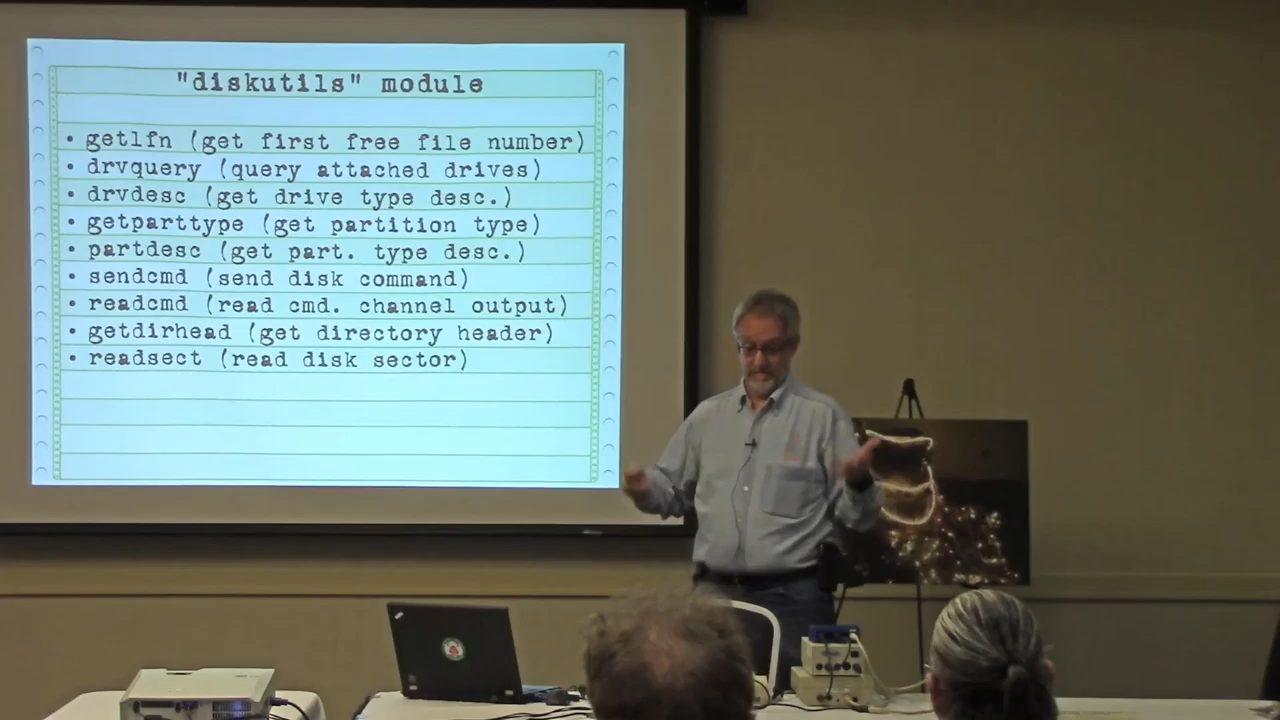 "diskutils" module
• getlfn (get first free file number)
• drvquery (query attached drives)
• drvdesc (get drive type desc.)
• getparttype (get partition type)
• partdesc (get part. type desc.)
• sendcmd (send disk command)
• readcmd (read cmd. channel output)
• getdirhead (get directory header)
• readsect (read disk sector)